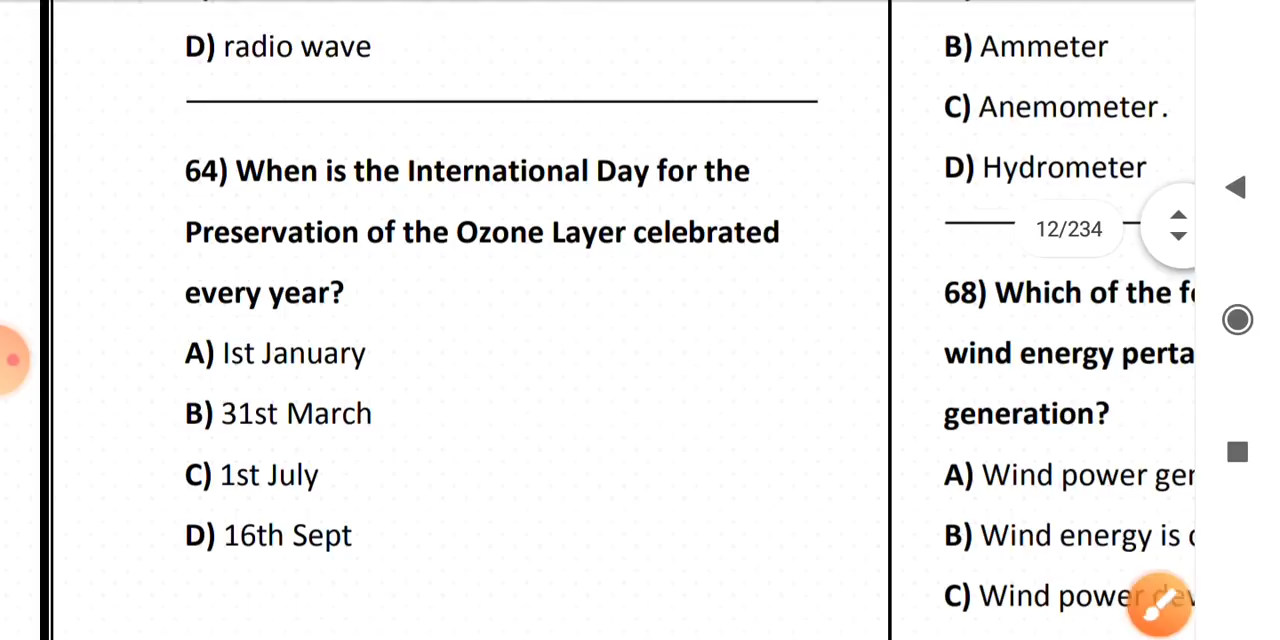 D) radio wave
64) When is the International Day for the
Preservation of the Ozone Layer celebrated
every year?
A) Ist January
B) 31st March
C) 1st July
D) 16th Sept
B) Ammeter
C) Anemometer.
D) Hydrometer
12/234
68) Which of the
wind energy
generation?
A) Wind power
B) Wind energy is
C) Wind power